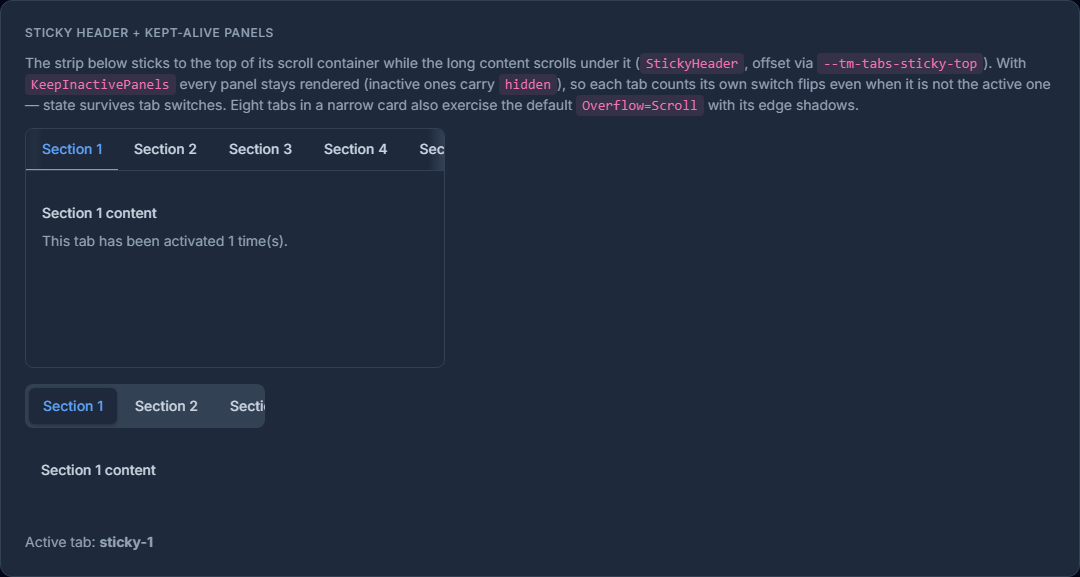 STICKY HEADER + KEPT-ALIVE PANELS
The strip below sticks to the top of its scroll container while the long content scrolls under it ( StickyHeader , offset via --tm-tabs-sticky-top ). With
KeepInactivePanels every panel stays rendered (inactive ones carry hidden ), so each tab counts its own switch flips even when it is not the active one
— state survives tab switches. Eight tabs in a narrow card also exercise the default Overflow=Scroll with its edge shadows.
Section 1 Section 2 Section 3 Section 4 Sec
Section 1 content
This tab has been activated 1 time(s).
Section 1 Section 2 Secti
Section 1 content
Active tab: sticky-1